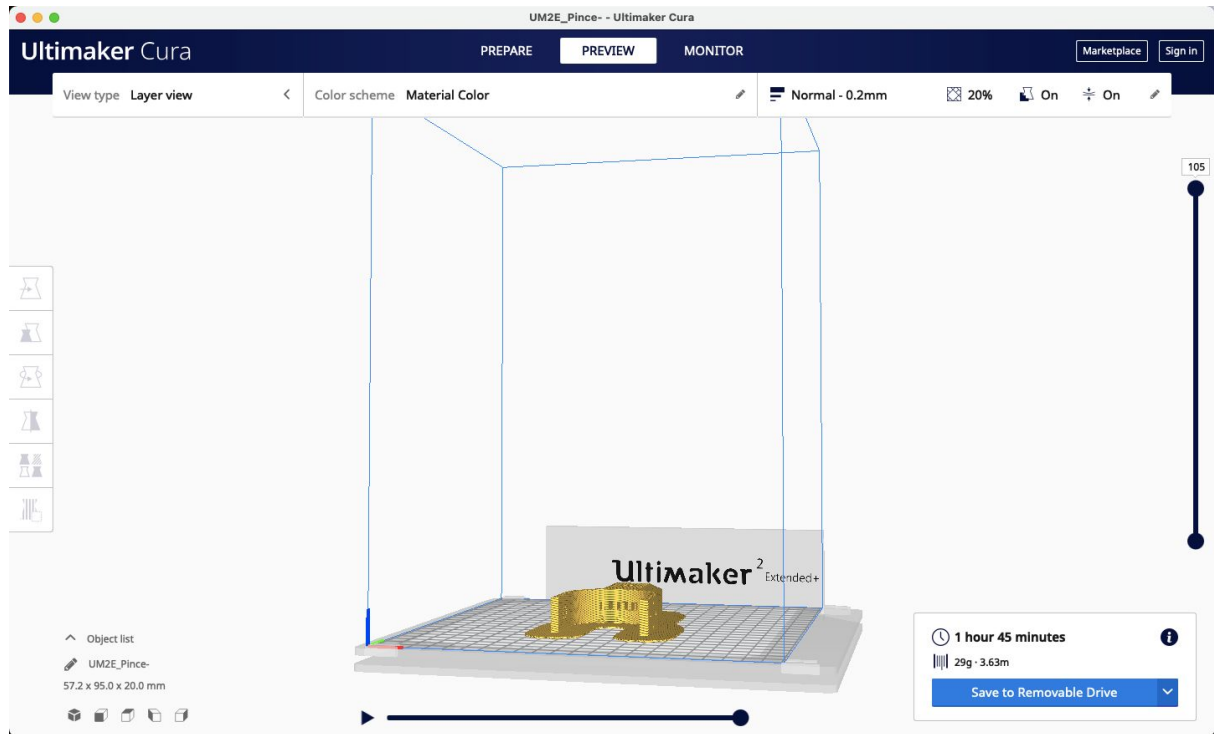 UM2E_Pince- - Ultimaker Cura
Ultimaker Cura
PREPARE PREVIEW MONITOR
Marketplace Sign in
View type Layer view
Color scheme Material Color
Normal - 0.2mm 20% On On
105
Ultimaker 2 Extended+
Object list
UM2E_Pince-
57.2 x 95.0 x 20.0 mm
1 hour 45 minutes
29g · 3.63m
Save to Removable Drive